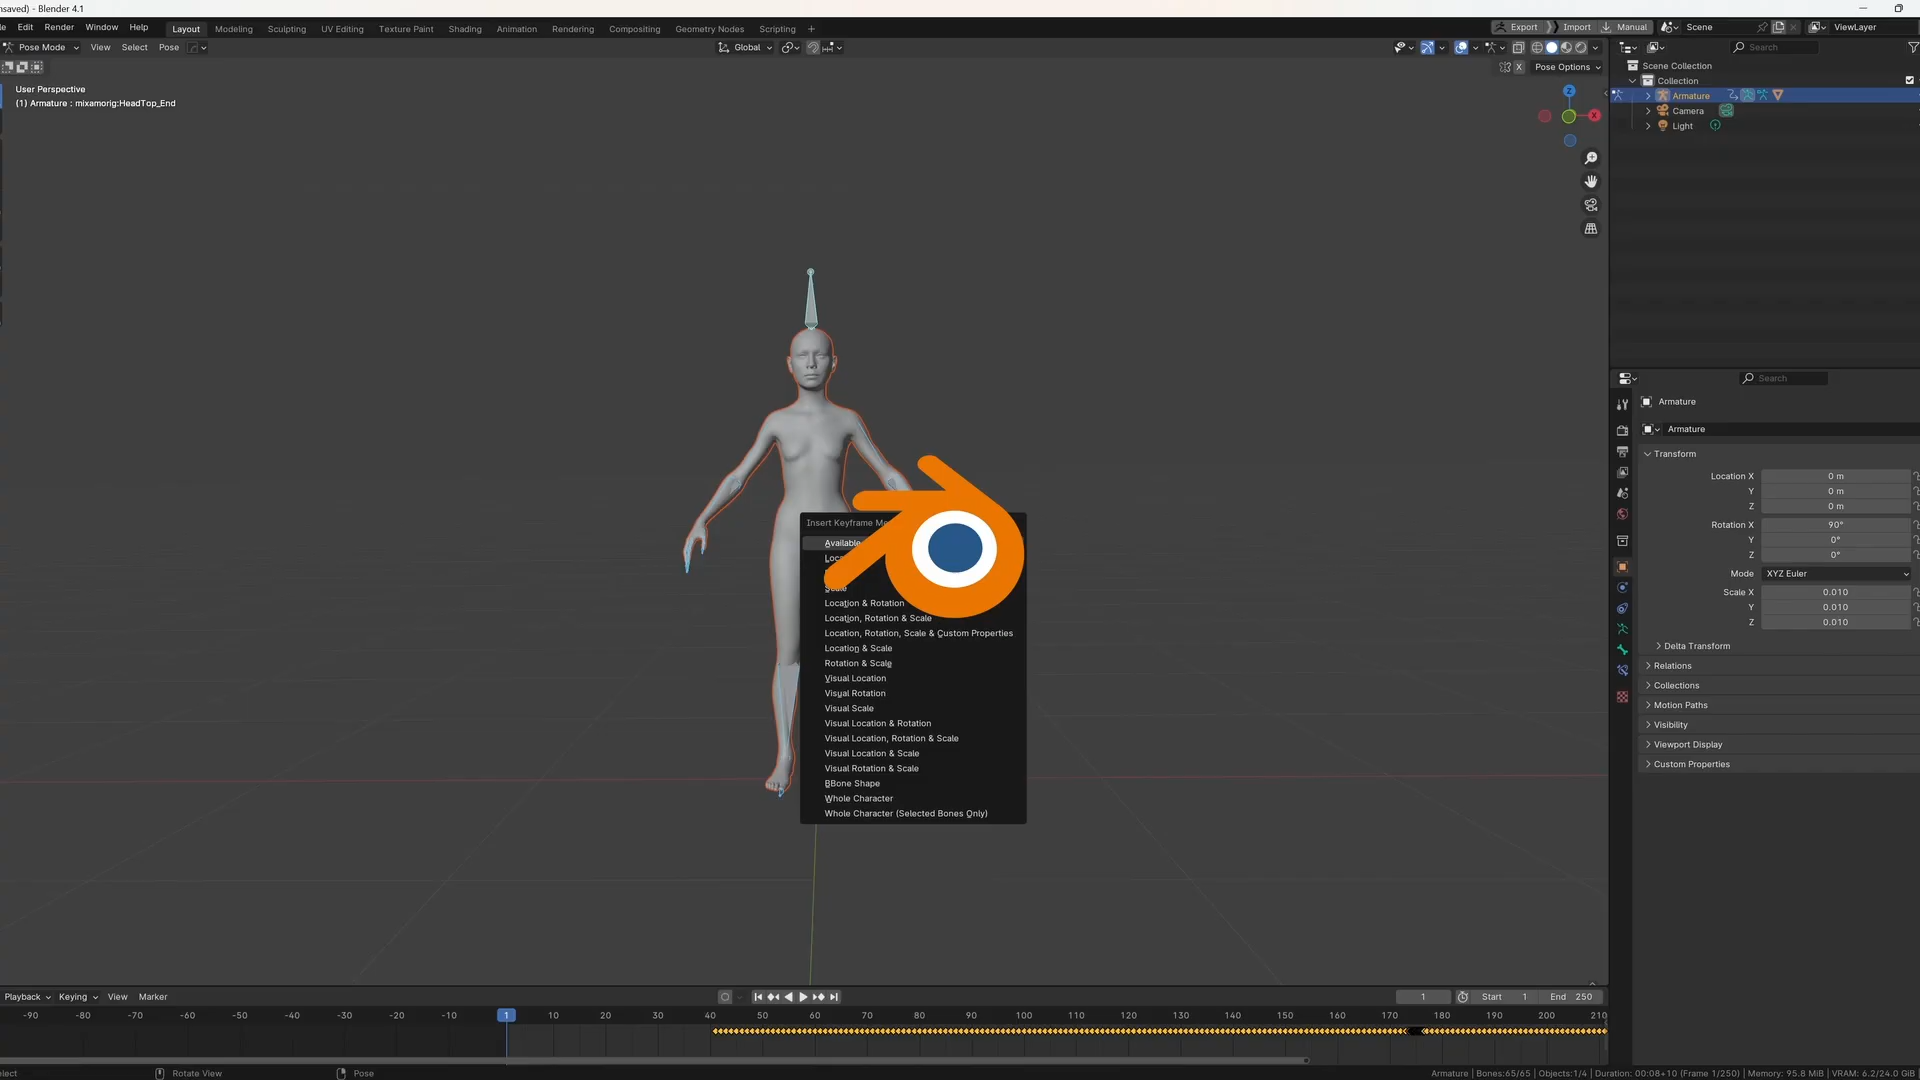 nsaved) - Blender 4.1
Edit Render Window Help Layout Modeling Sculpting UV Editing Texture Paint Shading Animation Rendering Compositing Geometry Nodes Scripting + Export Import Manual Scene ViewLayer
Pose Mode View Select Pose Global Search
X Pose Options
User Perspective
(1) Armature : mixamorig:HeadTop_End
Z
X
Scene Collection
Collection
Armature
Camera
Light
Search
Armature
Armature
Transform
Location X 0 m
Y 0 m
Z 0 m
Rotation X 90°
Y 0°
Z 0°
Mode XYZ Euler
Scale X 0.010
Y 0.010
Z 0.010
Delta Transform
Relations
Collections
Motion Paths
Visibility
Viewport Display
Custom Properties
Insert Keyframe Me
Available
Loca
Scale
Location & Rotation
Location, Rotation & Scale
Location, Rotation, Scale & Custom Properties
Location & Scale
Rotation & Scale
Visual Location
Visual Rotation
Visual Scale
Visual Location & Rotation
Visual Location, Rotation & Scale
Visual Location & Scale
Visual Rotation & Scale
BBone Shape
Whole Character
Whole Character (Selected Bones Only)
Playback Keying View Marker 1 Start 1 End 250
-90 -80 -70 -60 -50 -40 -30 -20 -10 1 10 20 30 40 50 60 70 80 90 100 110 120 130 140 150 160 170 180 190 200 210
lect Rotate View Pose Armature | Bones:65/65 | Objects:1/4 | Duration: 00:08+10 (Frame 1/250) | Memory: 95.8 MiB | VRAM: 6.2/24.0 GiB